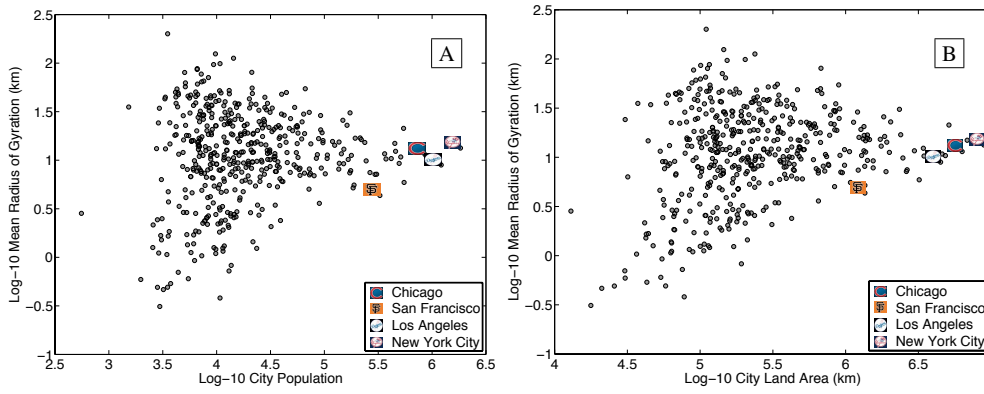 2.5
2
1.5
1
0.5
0
−0.5
−1
2.5
3
3.5
4
4.5
5
5.5
6
6.5
Log−10 City Population
Log−10 Mean Radius of Gyration (km)
A
Chicago
San Francisco
Los Angeles
New York City
2.5
2
1.5
1
0.5
0
−0.5
−1
4
4.5
5
5.5
6
6.5
Log−10 City Land Area (km)
Log−10 Mean Radius of Gyration (km)
B
Chicago
San Francisco
Los Angeles
New York City